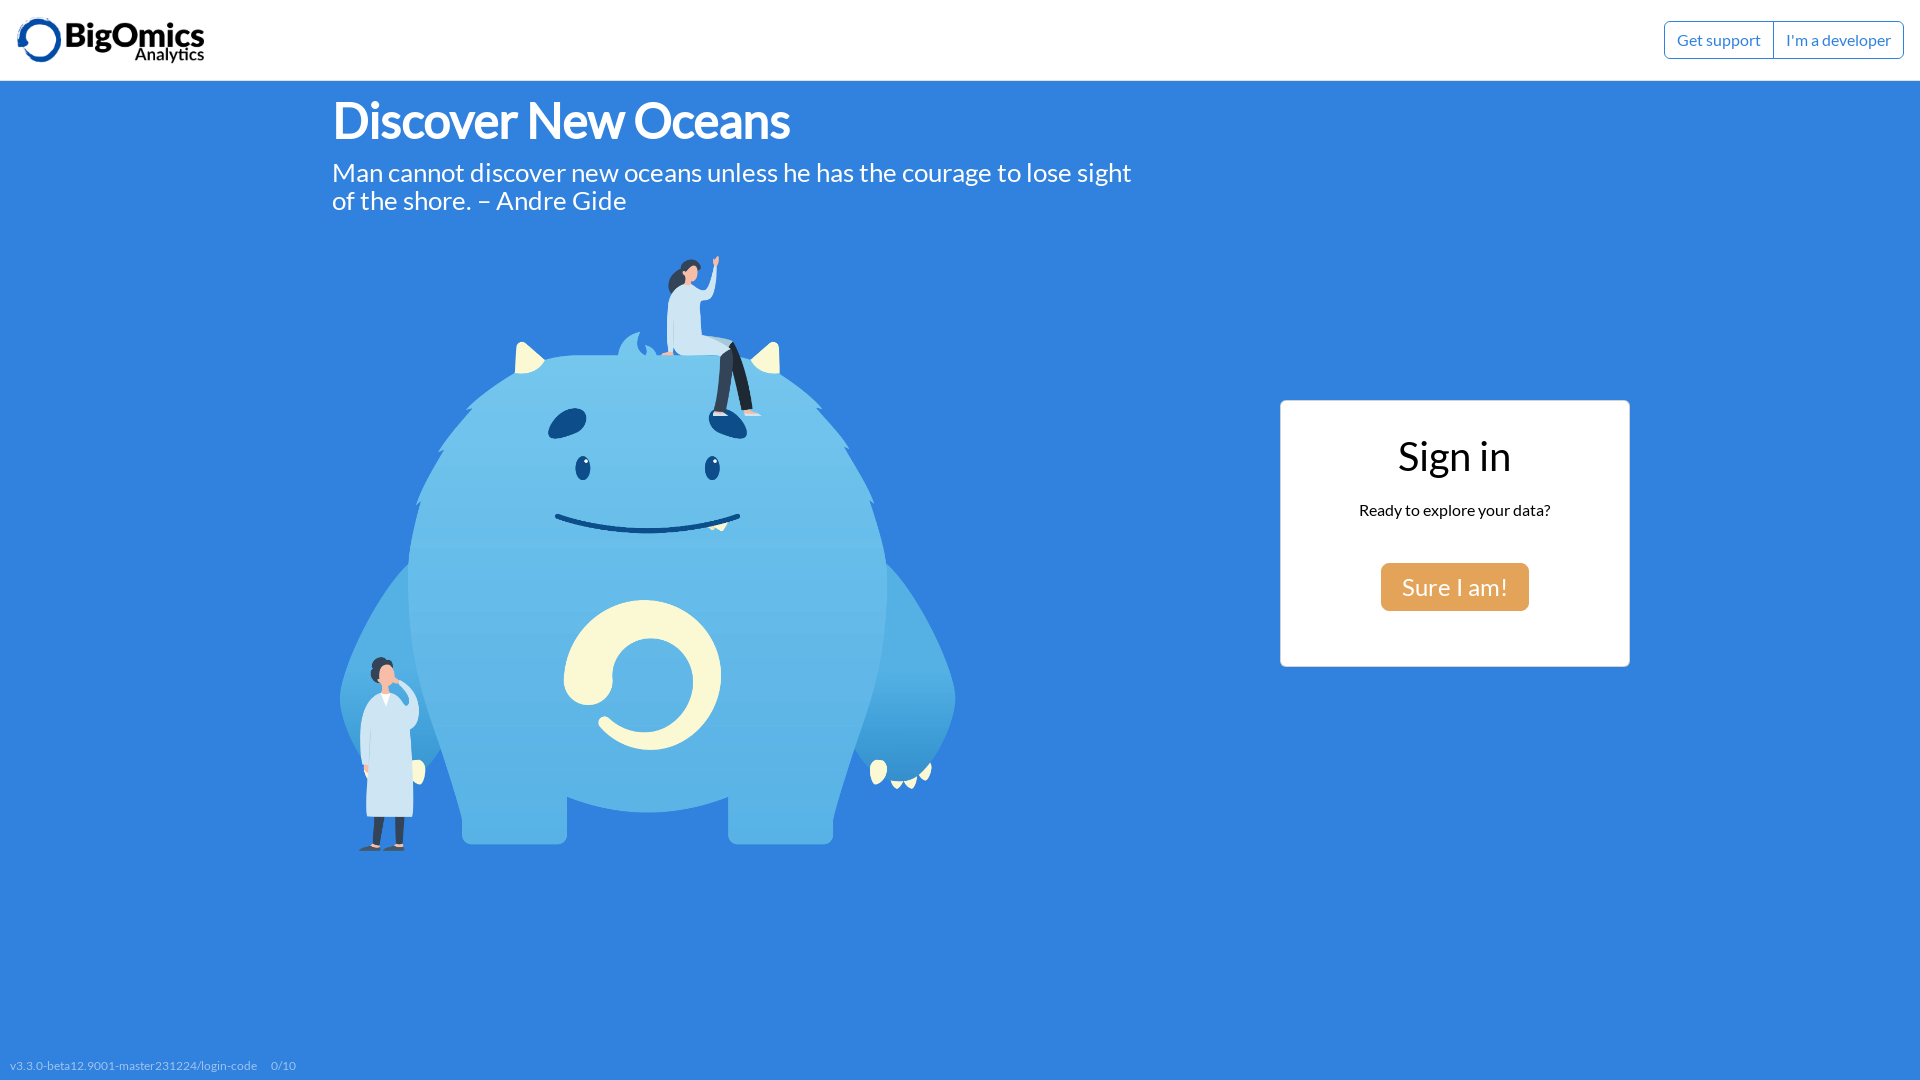 BigOmics
Analytics
Get support
I'm a developer
Discover New Oceans
Man cannot discover new oceans unless he has the courage to lose sight
of the shore. – Andre Gide
Sign in
Ready to explore your data?
Sure I am!
v3.3.0-beta12.9001-master231224/login-code 0/10